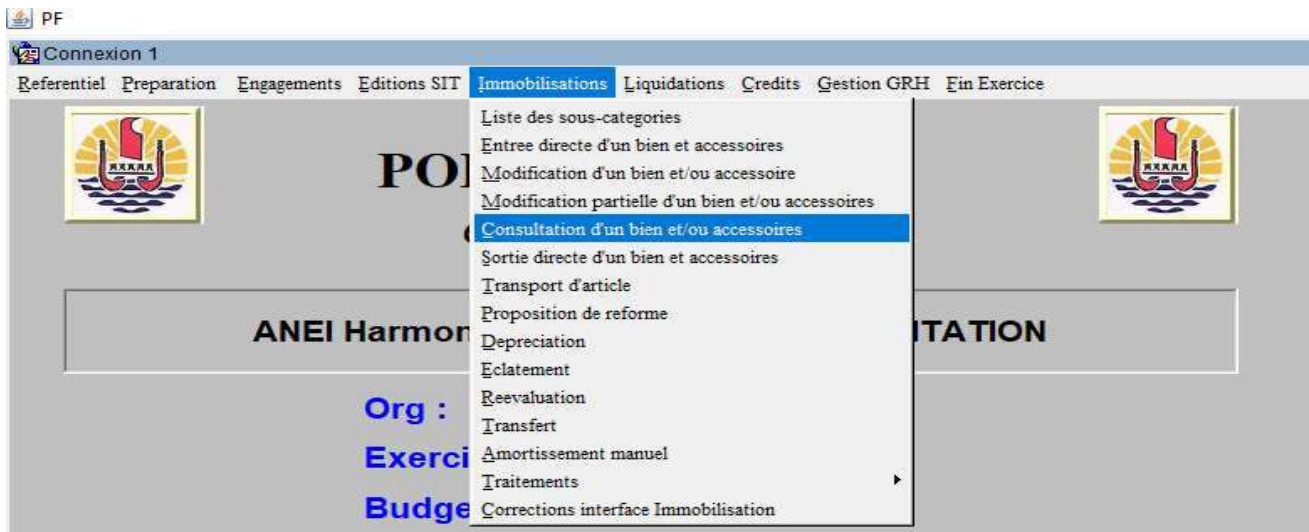 PF
Connexion 1
Referentiel Preparation Engagements Editions SIT Immobilisations Liquidations Credits Gestion GRH Fin Exercice
Liste des sous-categories
Entree directe d'un bien et accessoires
Modification d'un bien et/ou accessoire
Modification partielle d'un bien et/ou accessoires
Consultation d'un bien et/ou accessoires
Sortie directe d'un bien et accessoires
Transport d'article
Proposition de reforme
Depreciation
Eclatement
Reevaluation
Transfert
Amortissement manuel
Traitements
Corrections interface Immobilisation
PO
ANEI Harmon TATION
Org :
Exerci
Budge